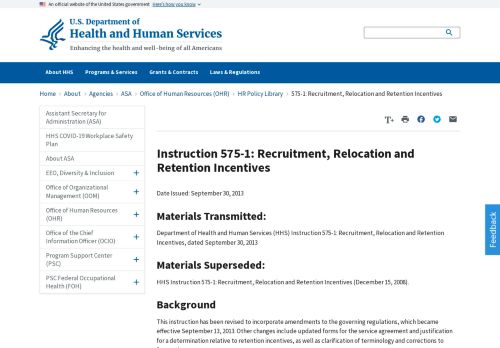 An official website of the United States government Here's how you know
U.S. Department of
Health and Human Services
Enhancing the health and well-being of all Americans
About HHS Programs & Services Grants & Contracts Laws & Regulations
Home About Agencies ASA Office of Human Resources (OHR) HR Policy Library 575-1: Recruitment, Relocation and Retention Incentives
Assistant Secretary for
Administration (ASA)
HHS COVID-19 Workplace Safety
Plan
About ASA
EEO, Diversity & Inclusion
Office of Organizational
Management (OOM)
Office of Human Resources
(OHR)
Office of the Chief
Information Officer (OCIO)
Program Support Center
(PSC)
PSC Federal Occupational
Health (FOH)
T+
Instruction 575-1: Recruitment, Relocation and
Retention Incentives
Date Issued: September 30, 2013
Materials Transmitted:
Department of Health and Human Services (HHS) Instruction 575-1: Recruitment, Relocation and Retention
Incentives, dated September 30, 2013
Materials Superseded:
HHS Instruction 575-1: Recruitment, Relocation and Retention Incentives (December 15, 2008).
Background
This instruction has been revised to incorporate amendments to the governing regulations, which became
effective September 13, 2013. Other changes include updated forms for the service agreement and justification
for a determination relative to retention incentives, as well as clarification of terminology and corrections to
Feedback